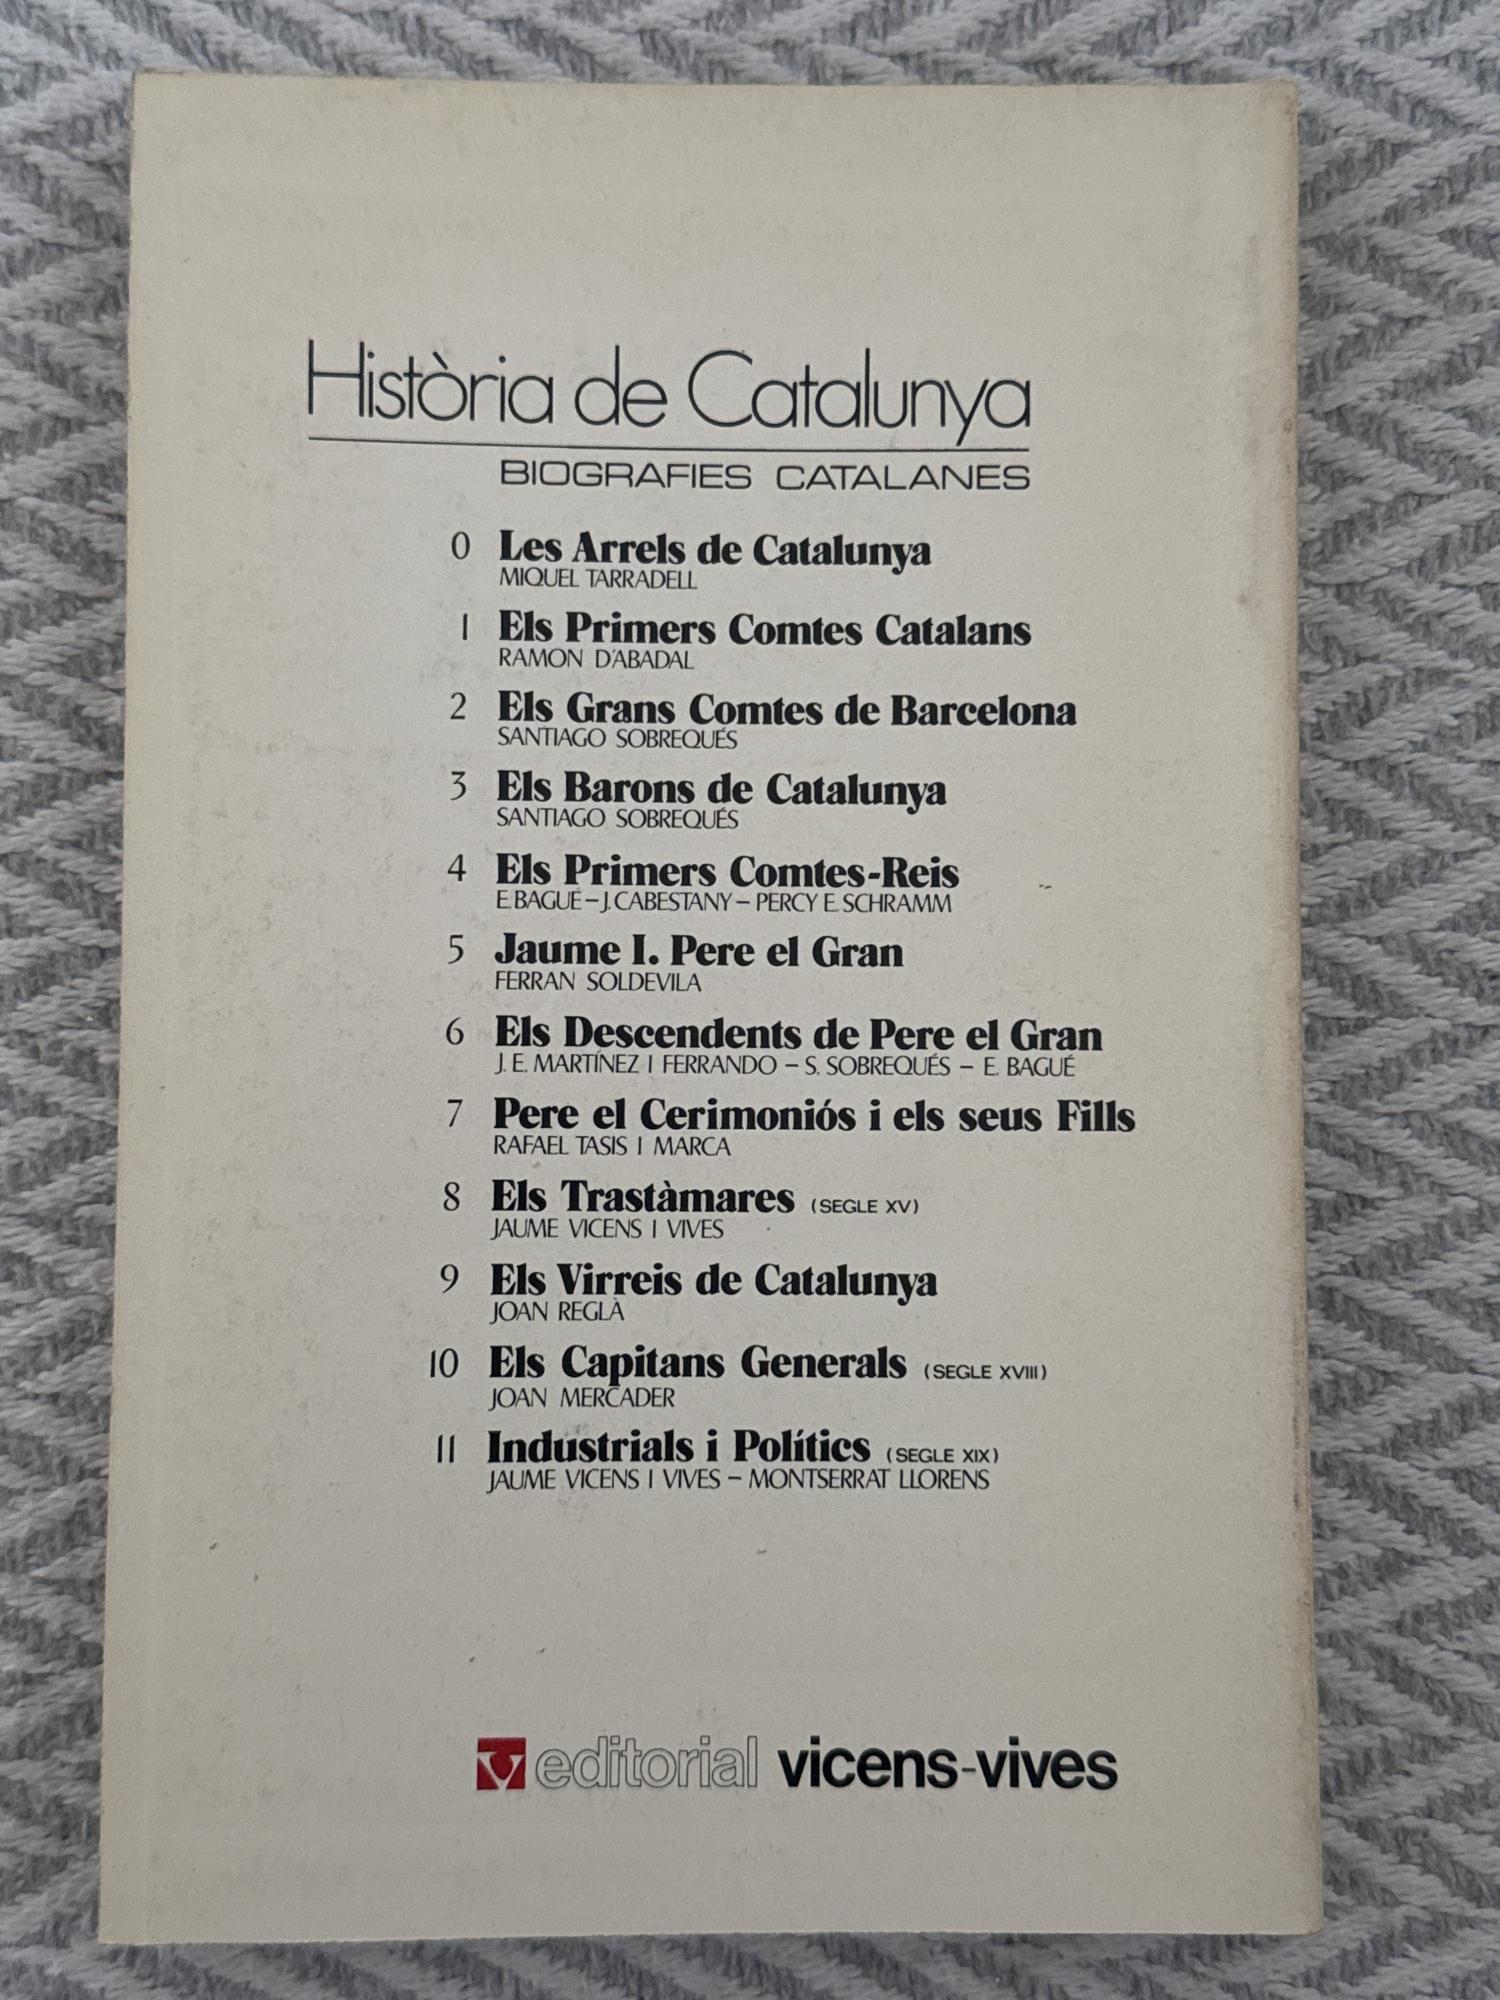 Història de Catalunya
BIOGRAFIES CATALANES
0 Les Arrels de Catalunya
MIQUEL TARRADELL
1 Els Primers Comtes Catalans
RAMON D'ABADAL
2 Els Grans Comtes de Barcelona
SANTIAGO SOBREQUÉS
3 Els Barons de Catalunya
SANTIAGO SOBREQUÉS
4 Els Primers Comtes-Reis
E. BAGUÉ – J. CABESTANY – PERCY E. SCHRAMM
5 Jaume I. Pere el Gran
FERRAN SOLDEVILA
6 Els Descendents de Pere el Gran
J. E. MARTÍNEZ I FERRANDO – S. SOBREQUÉS – E. BAGUÉ
7 Pere el Cerimoniós i els seus Fills
RAFAEL TASIS I MARCA
8 Els Trastàmares (SEGLE XV)
JAUME VICENS I VIVES
9 Els Virreis de Catalunya
JOAN REGLÀ
10 Els Capitans Generals (SEGLE XVIII)
JOAN MERCADER
11 Industrials i Polítics (SEGLE XIX)
JAUME VICENS I VIVES – MONTSERRAT LLORENS
editorial vicens-vives